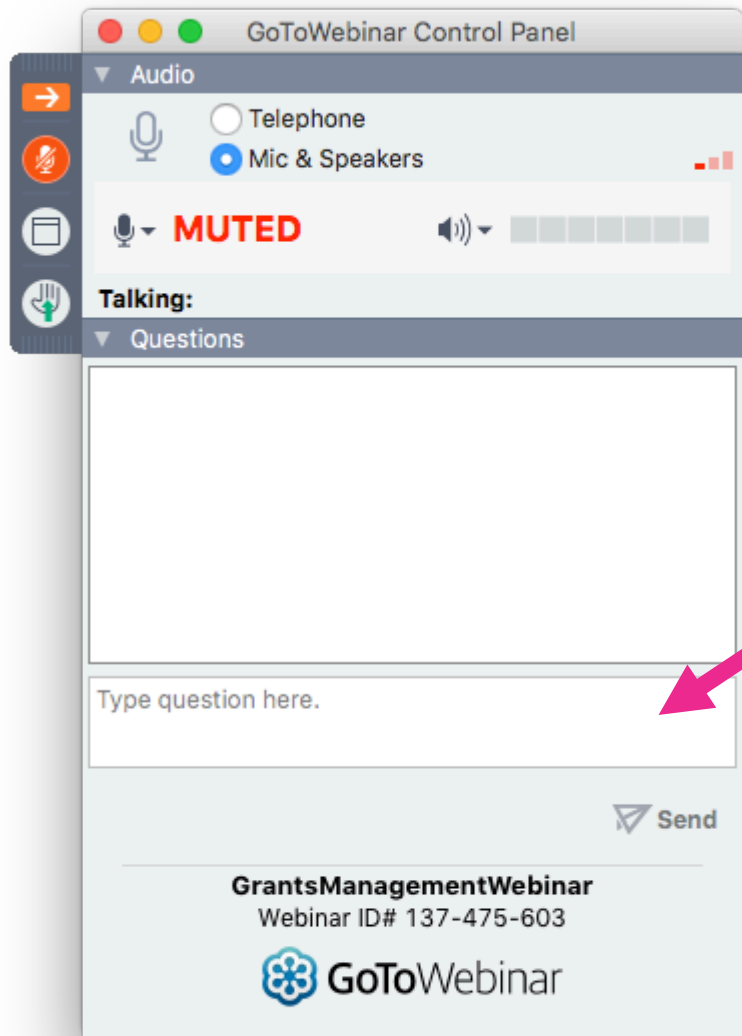 GoToWebinar Control Panel
Audio
Telephone
Mic & Speakers
MUTED
Talking:
Questions
Type question here.
Send
GrantsManagementWebinar
Webinar ID# 137-475-603
GoToWebinar